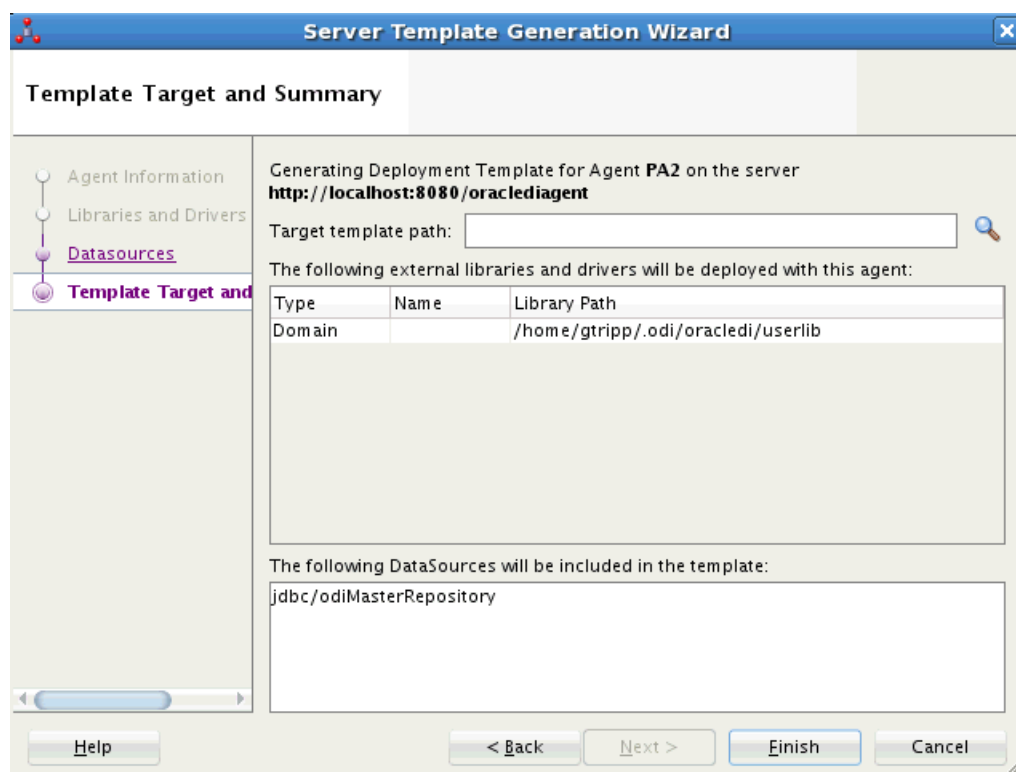 Server Template Generation Wizard
Template Target and Summary
Agent Information
Libraries and Drivers
Datasources
Template Target and
Generating Deployment Template for Agent PA2 on the server
http://localhost:8080/oraclediagent
Target template path:
The following external libraries and drivers will be deployed with this agent:
Type Name Library Path
Domain /home/gtripp/.odi/oracledi/userlib
The following DataSources will be included in the template:
jdbc/odiMasterRepository
Help < Back Next > Finish Cancel